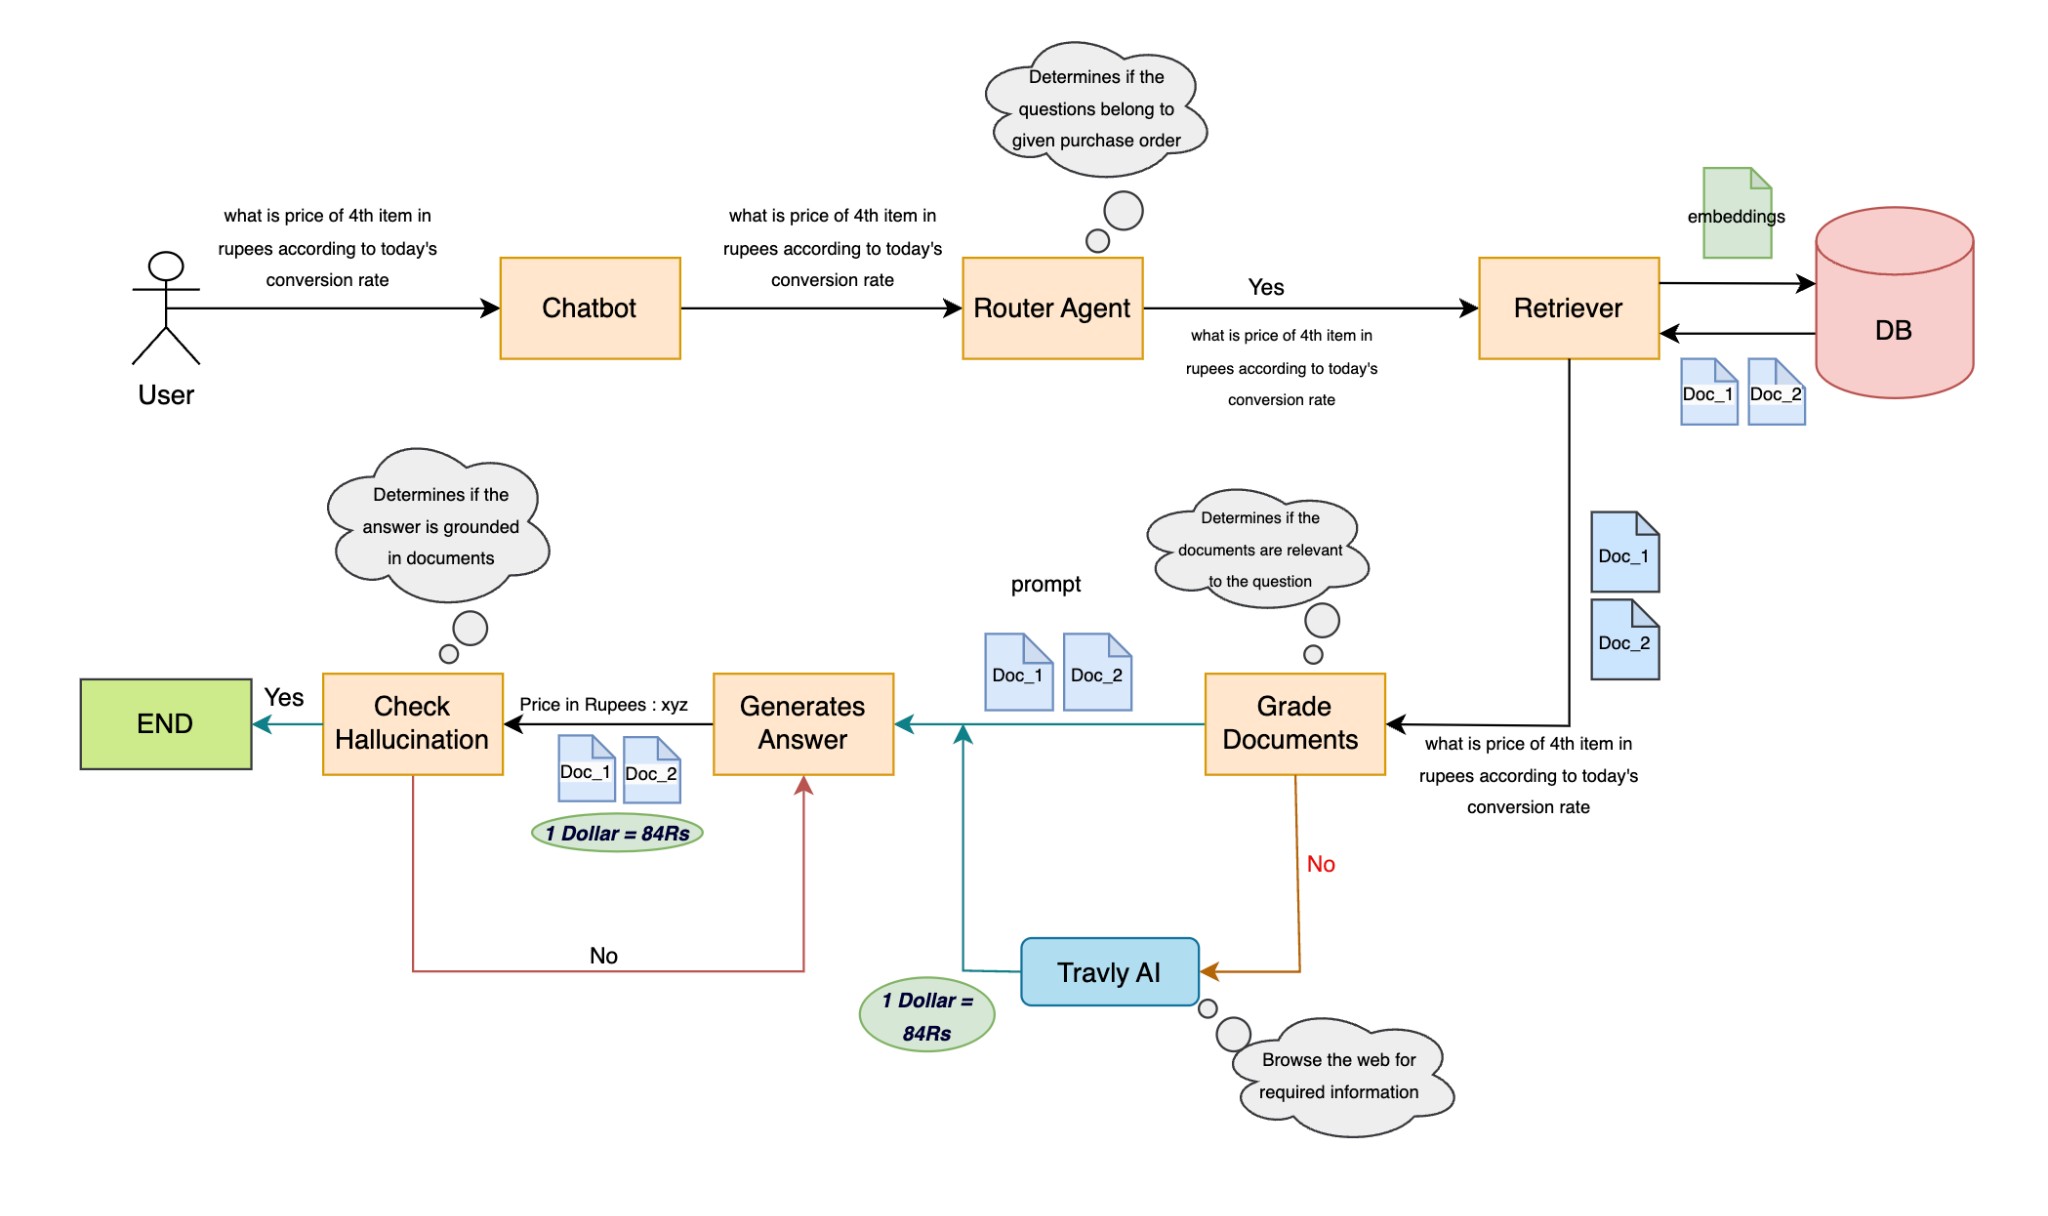 Determines if the
questions belong to
given purchase order
what is price of 4th item in
rupees according to today's
conversion rate
User
Chatbot
what is price of 4th item in
rupees according to today's
conversion rate
Router Agent
Yes
what is price of 4th item in
rupees according to today's
conversion rate
Retriever
embeddings
DB
Doc_1
Doc_2
Doc_1
Doc_2
what is price of 4th item in
rupees according to today's
conversion rate
Determines if the
documents are relevant
to the question
Grade
Documents
prompt
Doc_1
Doc_2
No
Travly AI
Browse the web for
required information
1 Dollar =
84Rs
Generates
Answer
Price in Rupees : xyz
Doc_1
Doc_2
1 Dollar = 84Rs
Determines if the
answer is grounded
in documents
Check
Hallucination
No
Yes
END